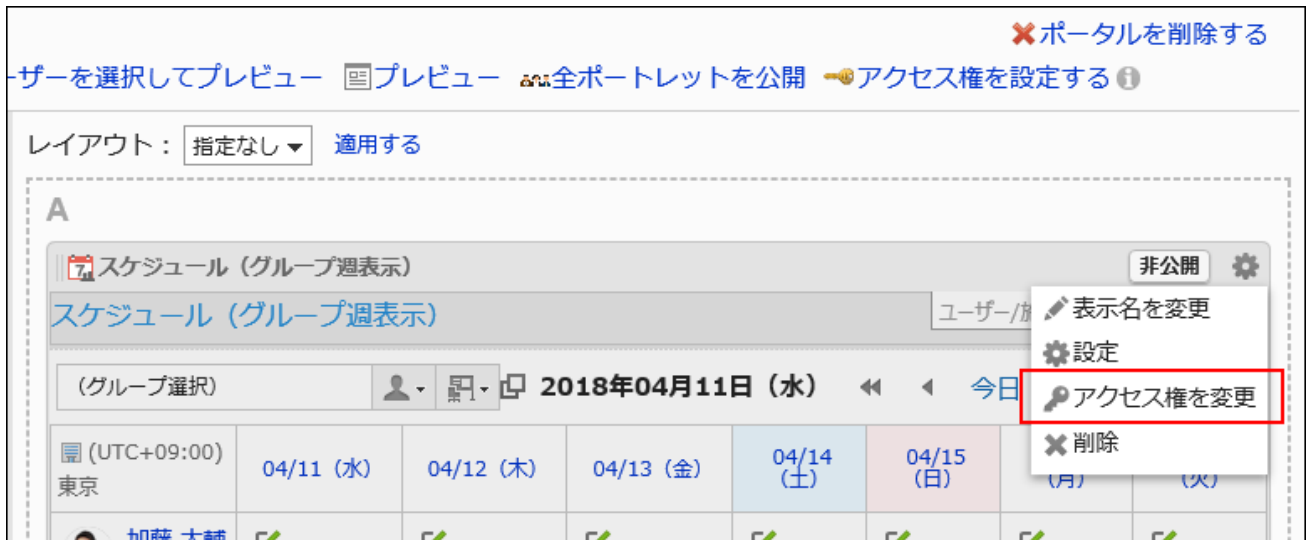 ポータルを削除する
ーザーを選択してプレビュー プレビュー 全ポートレットを公開 アクセス権を設定する
レイアウト： 指定なし 適用する
A
スケジュール（グループ週表示） 非公開
スケジュール（グループ週表示） ユーザー/施
表示名を変更
設定
アクセス権を変更
削除
（グループ選択） 2018年04月11日（水） 今日
(UTC+09:00)
東京
04/11（水） 04/12（木） 04/13（金） 04/14
（土） 04/15
（日）
（月） （火）
加藤 大輔